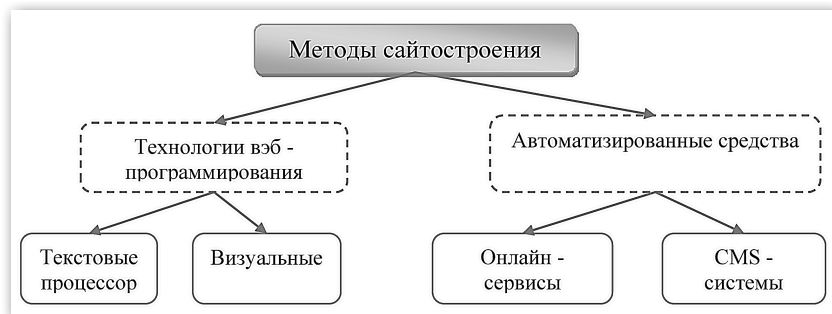 Методы сайтостроения
Технологии вэб -
программирования
Автоматизированные средства
Текстовые
процессор
Визуальные
Онлайн -
сервисы
CMS -
системы